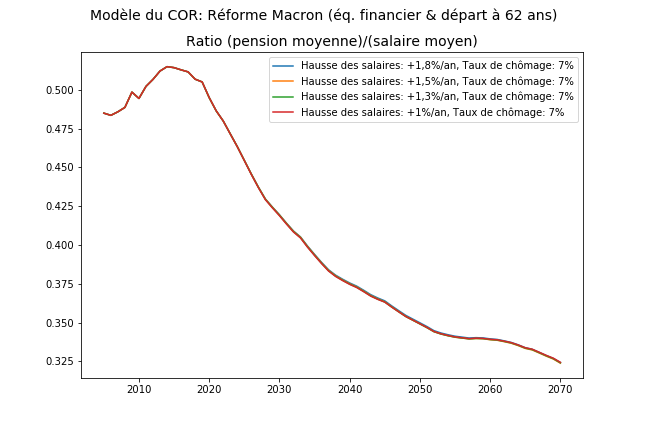 Modèle du COR: Réforme Macron (éq. financier & départ à 62 ans)
Ratio (pension moyenne)/(salaire moyen)
Hausse des salaires: +1,8%/an, Taux de chômage: 7%
Hausse des salaires: +1,5%/an, Taux de chômage: 7%
Hausse des salaires: +1,3%/an, Taux de chômage: 7%
Hausse des salaires: +1%/an, Taux de chômage: 7%
0.500
0.475
0.450
0.425
0.400
0.375
0.350
0.325
2010 2020 2030 2040 2050 2060 2070